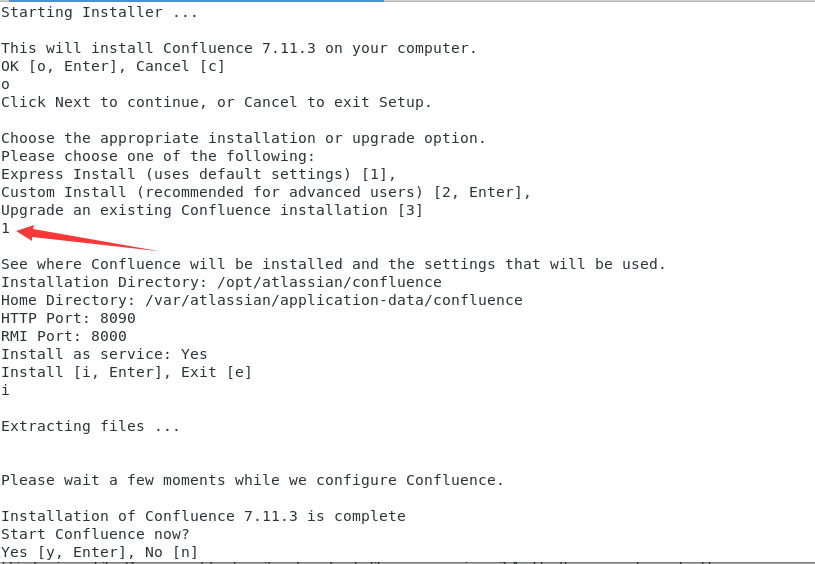 Starting Installer ...
This will install Confluence 7.11.3 on your computer.
OK [o, Enter], Cancel [c]
o
Click Next to continue, or Cancel to exit Setup.
Choose the appropriate installation or upgrade option.
Please choose one of the following:
Express Install (uses default settings) [1],
Custom Install (recommended for advanced users) [2, Enter],
Upgrade an existing Confluence installation [3]
1
See where Confluence will be installed and the settings that will be used.
Installation Directory: /opt/atlassian/confluence
Home Directory: /var/atlassian/application-data/confluence
HTTP Port: 8090
RMI Port: 8000
Install as service: Yes
Install [i, Enter], Exit [e]
i
Extracting files ...
Please wait a few moments while we configure Confluence.
Installation of Confluence 7.11.3 is complete
Start Confluence now?
Yes [y, Enter], No [n]